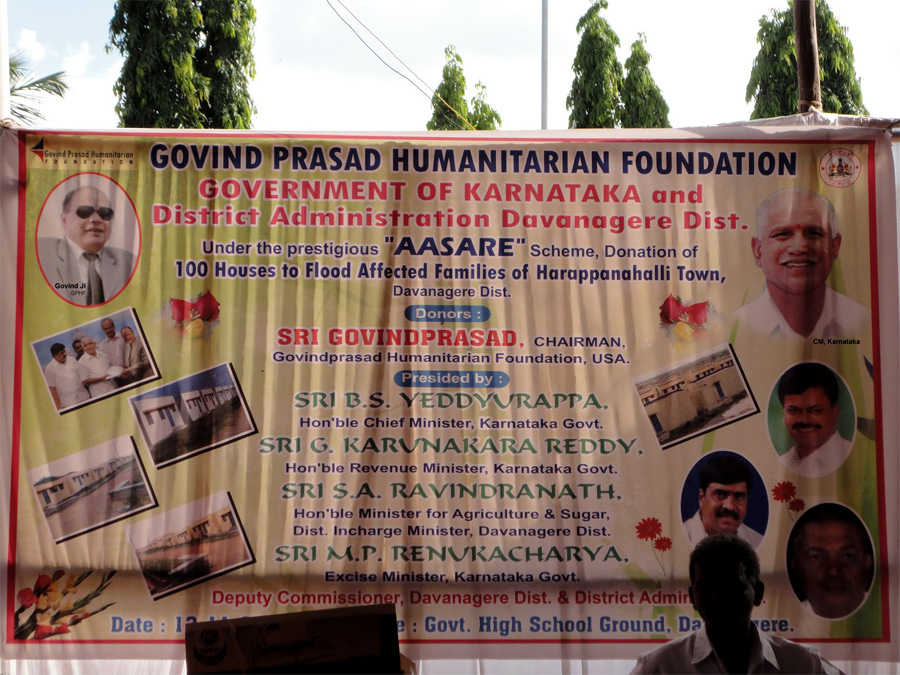 Govind Prasad Humanitarian
FOUNDATION
GOVIND PRASAD HUMANITARIAN FOUNDATION
GOVERNMENT OF KARNATAKA and
District Administration Davanagere Dist.
Under the prestigious "AASARE" Scheme, Donation of
100 Houses to Flood Affected Families of Harappanahalli Town,
Davanagere Dist.
Govind Ji
GPHF
Donors :
SRI GOVINDPRASAD, CHAIRMAN,
Govindprasad Humanitarian Foundation, USA.
CM, Karnataka
Presided by :
SRI B.S. YEDDYURAPPA,
Hon'ble Chief Minister, Karnataka Govt.
SRI G. KARUNAKARA REDDY,
Hon'ble Revenue Minister, Karnataka Govt.
SRI S.A. RAVINDRANATH,
Hon'ble Minister for Agriculture & Sugar,
Dist. Incharge Minister, Davanagere Dist.
SRI M.P. RENUKACHARYA.
Excise Minister, Karnataka Govt.
Deputy Commissioner, Davanagere Dist. & District
Date : : Govt. High School Ground,